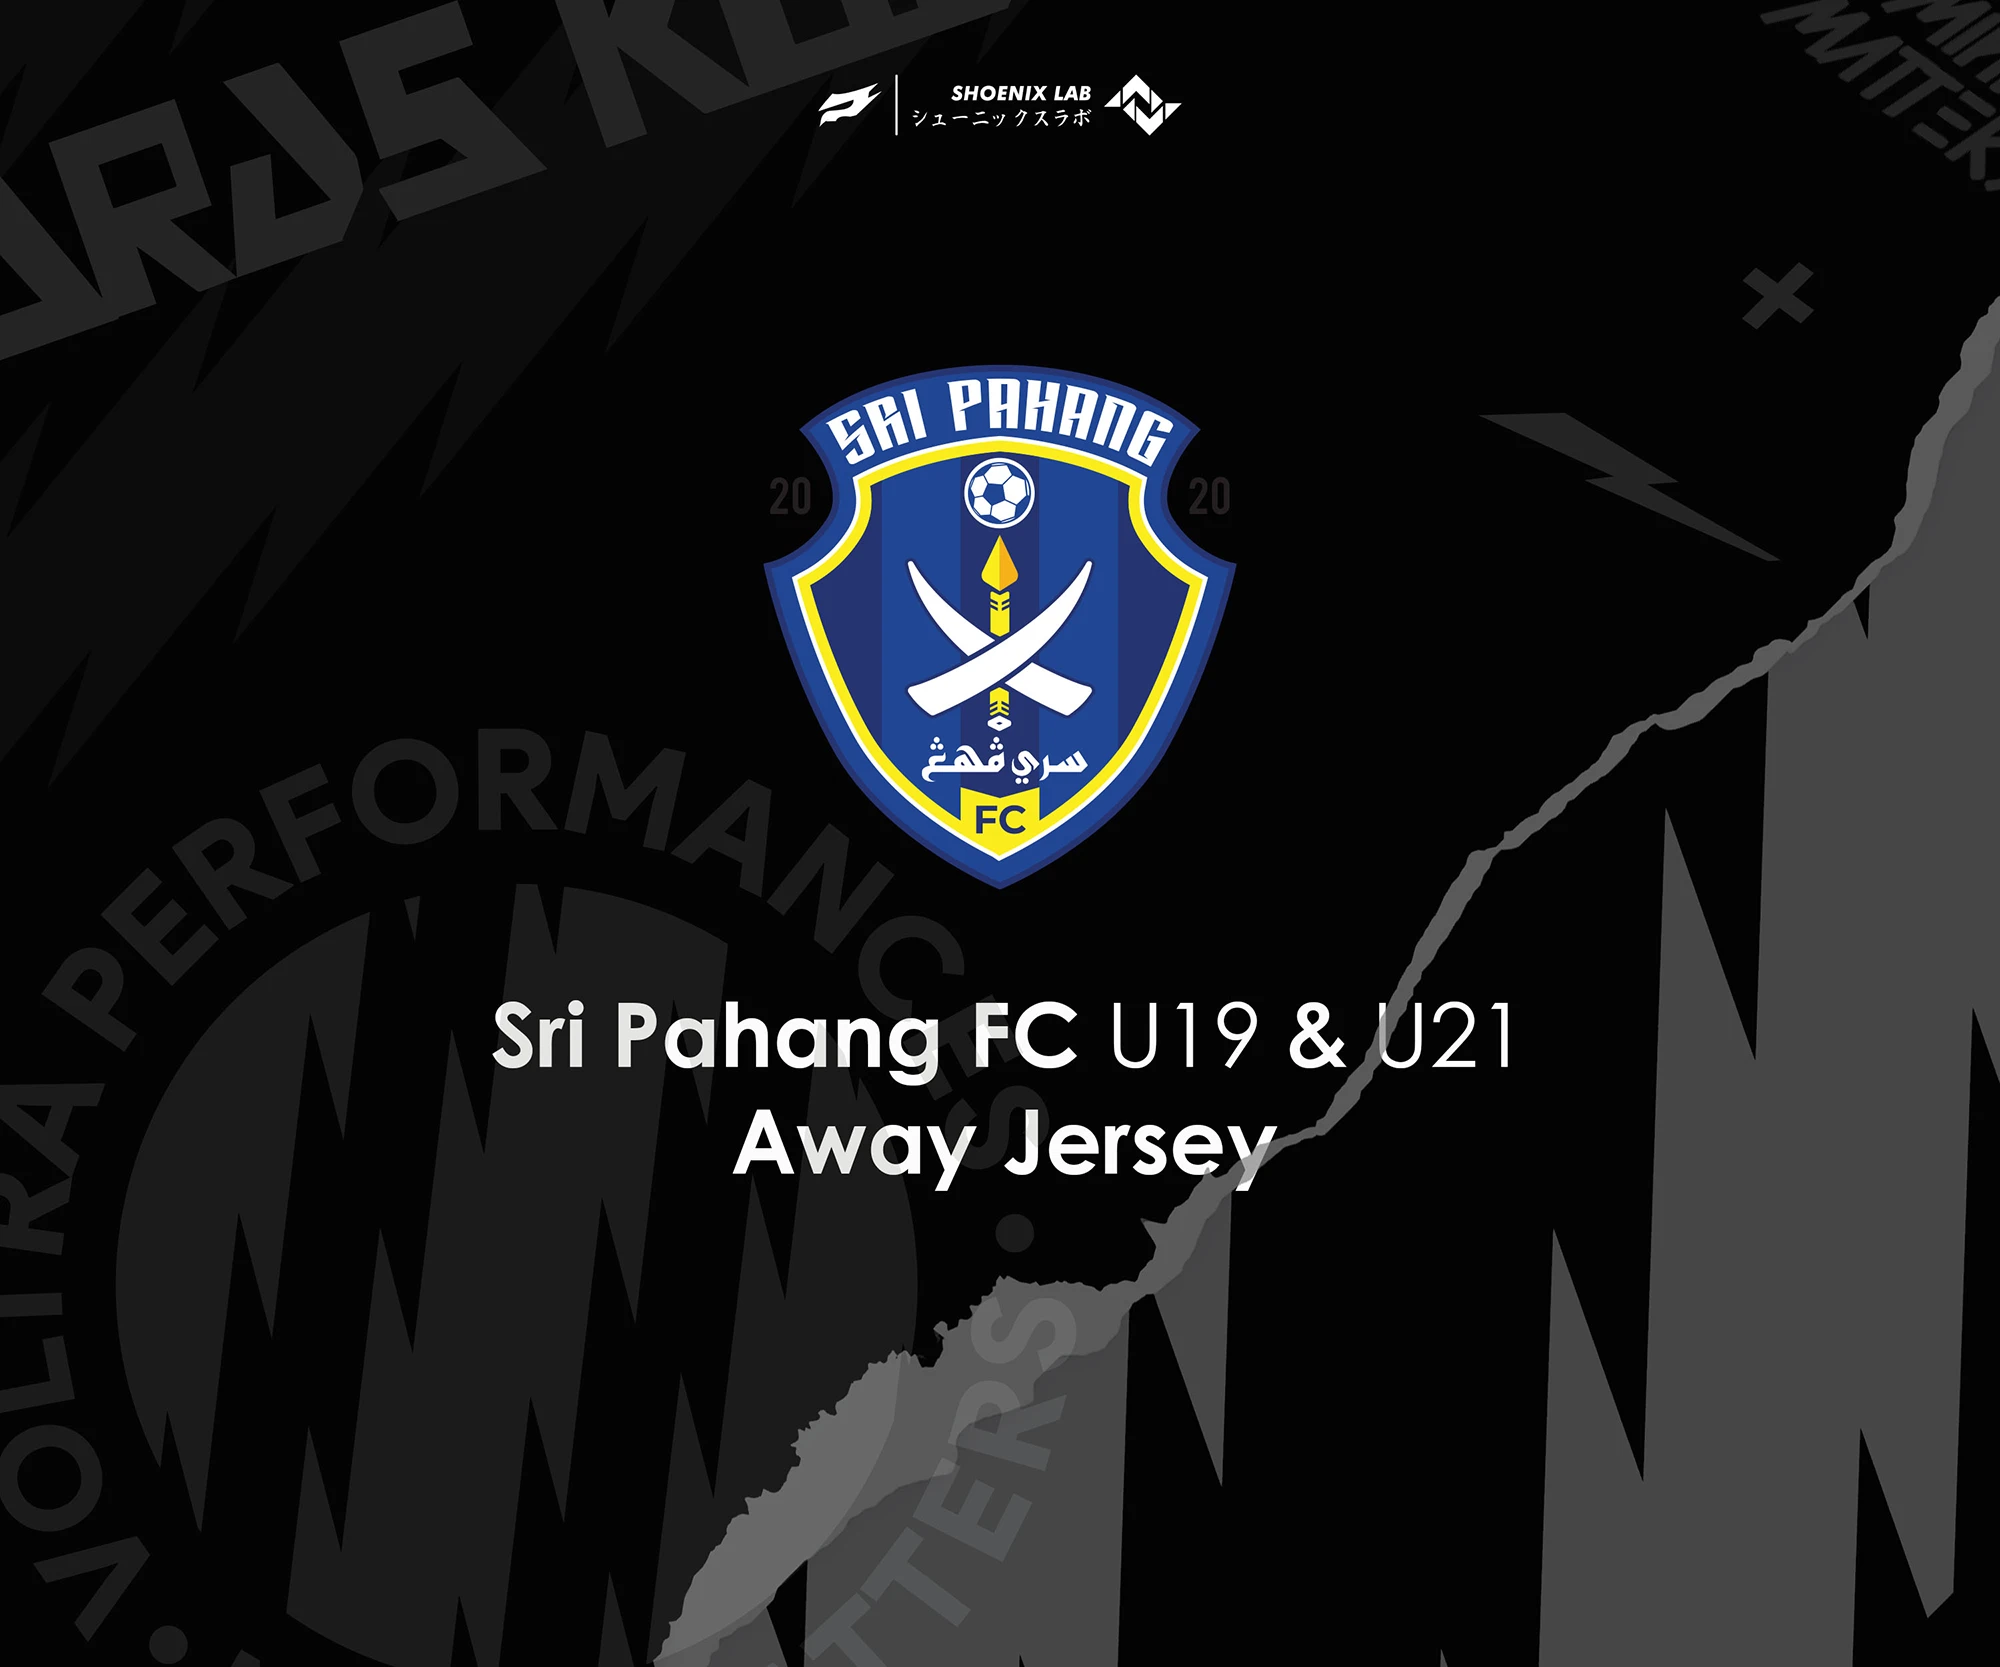 SHOENIX LAB
シューニックスラボ
SRI PAHANG
20 20
سري ڤهڠ
FC
Sri Pahang FC U19 & U21
Away Jersey
VOLTRA PERFORMANCE